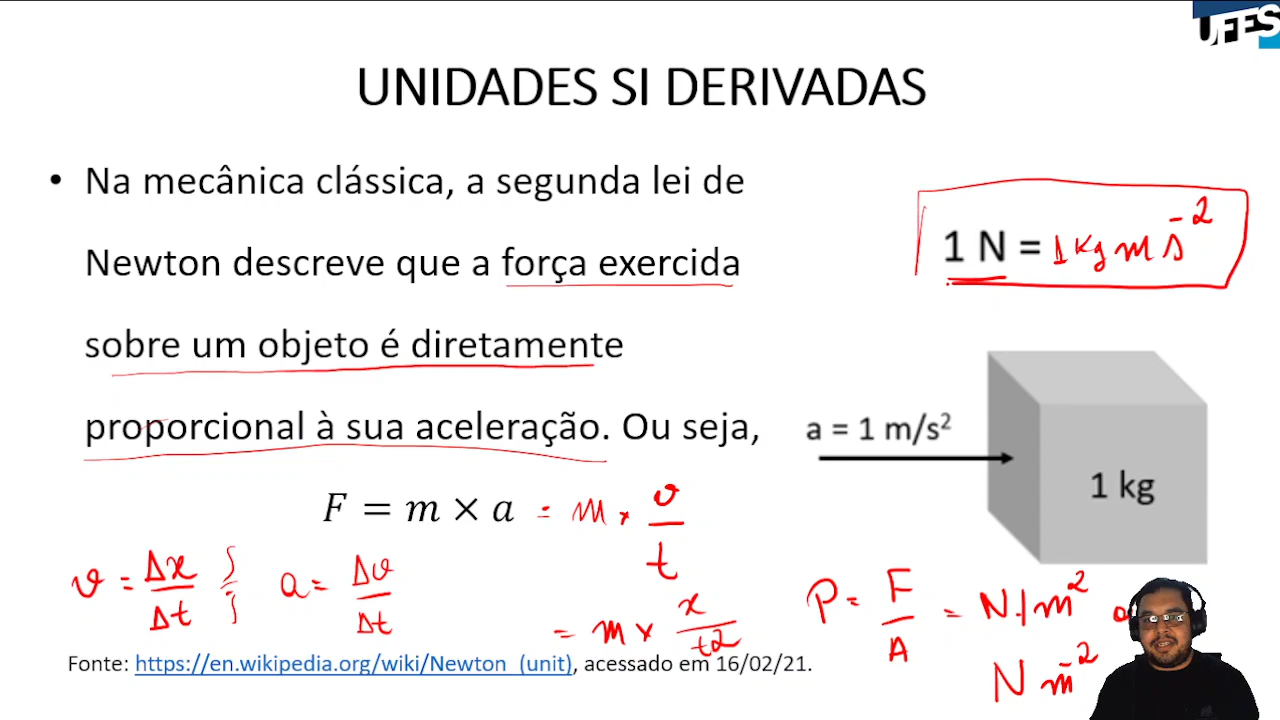 UFES
UNIDADES SI DERIVADAS
• Na mecânica clássica, a segunda lei de
Newton descreve que a força exercida
sobre um objeto é diretamente
proporcional à sua aceleração. Ou seja,
F = m × a = m × v/t
v = Δx/Δt ; a = Δv/Δt
= m × x/t2
Fonte: https://en.wikipedia.org/wiki/Newton_(unit), acessado em 16/02/21.
1 N = 1 kg m s⁻²
a = 1 m/s²
1 kg
P = F/A = N/m²
N m⁻²